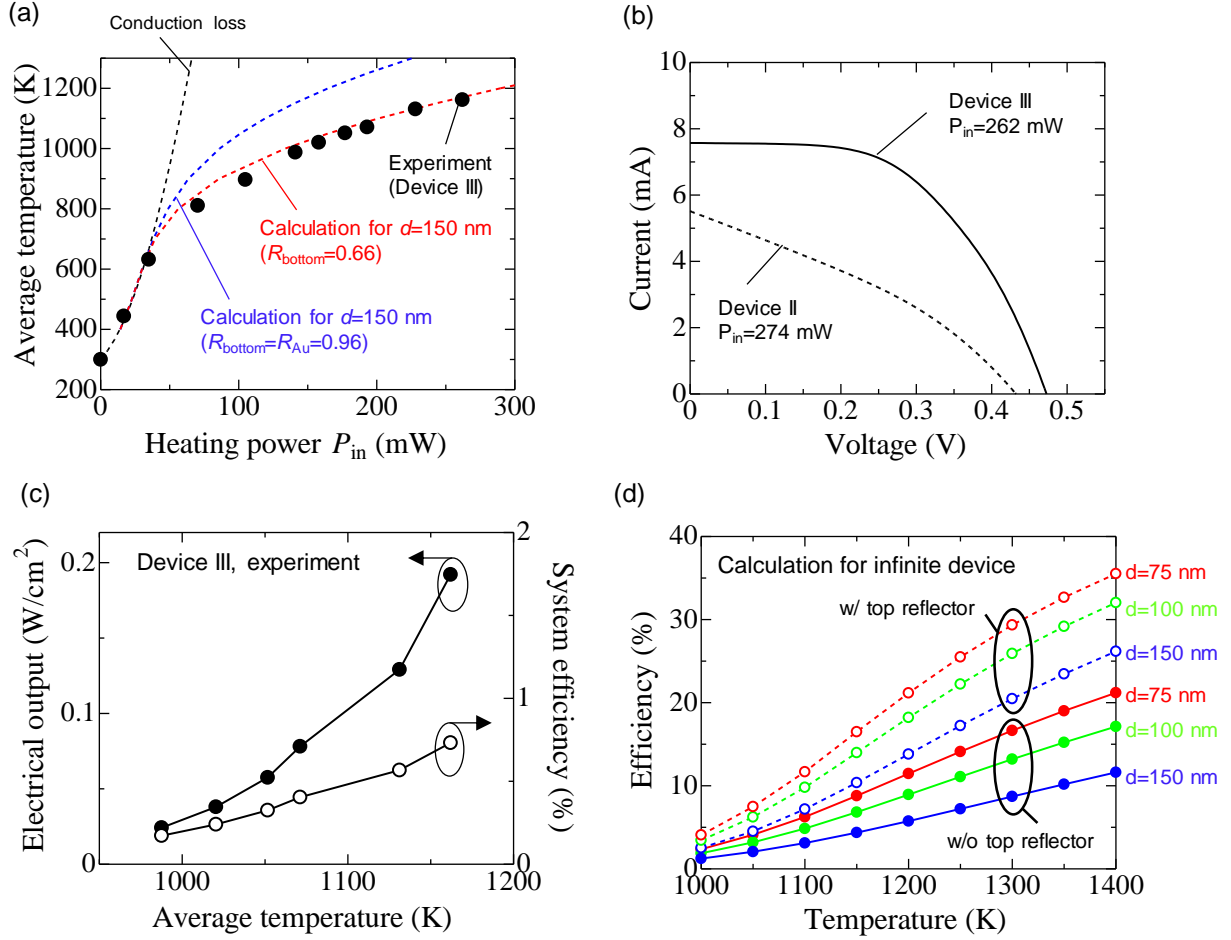 (a)
Conduction loss
1200
1000
800
600
400
200
Average temperature (K)
Experiment
(Device III)
Calculation for d=150 nm
(Rbottom=0.66)
Calculation for d=150 nm
(Rbottom=RAu=0.96)
0 100 200 300
Heating power Pin (mW)
(b)
10
8
6
4
2
0
Current (mA)
Device III
Pin=262 mW
Device II
Pin=274 mW
0 0.1 0.2 0.3 0.4 0.5
Voltage (V)
(c)
0.2
0.1
0
Electrical output (W/cm2)
Device III, experiment
2
1
0
System efficiency (%)
1000 1100 1200
Average temperature (K)
(d)
40
30
20
10
0
Efficiency (%)
Calculation for infinite device
w/ top reflector
w/o top reflector
d=75 nm
d=100 nm
d=150 nm
d=75 nm
d=100 nm
d=150 nm
1000 1100 1200 1300 1400
Temperature (K)